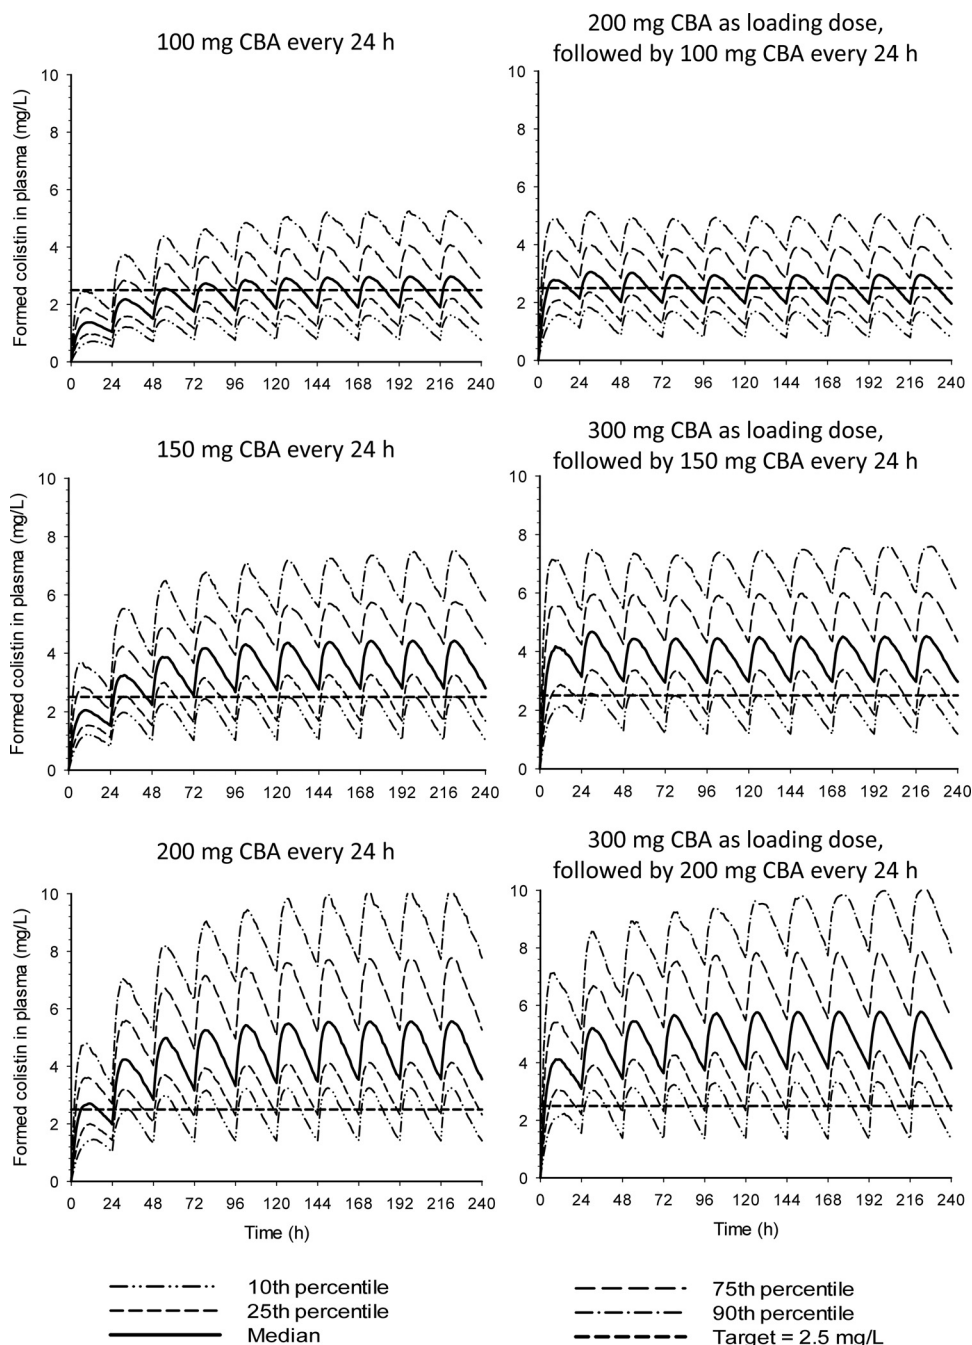 100 mg CBA every 24 h
Formed colistin in plasma (mg/L)
10
8
6
4
2
0
0 24 48 72 96 120 144 168 192 216 240
200 mg CBA as loading dose,
followed by 100 mg CBA every 24 h
10
8
6
4
2
0
0 24 48 72 96 120 144 168 192 216 240
150 mg CBA every 24 h
Formed colistin in plasma (mg/L)
10
8
6
4
2
0
0 24 48 72 96 120 144 168 192 216 240
300 mg CBA as loading dose,
followed by 150 mg CBA every 24 h
10
8
6
4
2
0
0 24 48 72 96 120 144 168 192 216 240
200 mg CBA every 24 h
Formed colistin in plasma (mg/L)
10
8
6
4
2
0
0 24 48 72 96 120 144 168 192 216 240
Time (h)
300 mg CBA as loading dose,
followed by 200 mg CBA every 24 h
10
8
6
4
2
0
0 24 48 72 96 120 144 168 192 216 240
Time (h)
10th percentile
25th percentile
Median
75th percentile
90th percentile
Target = 2.5 mg/L